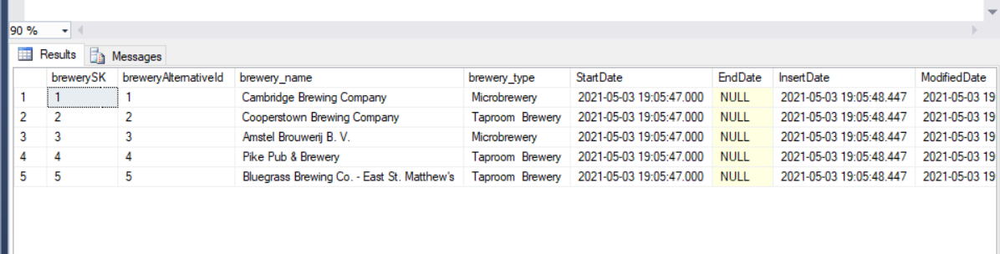 90 %
Results Messages
brewerySK breweryAlternativeId brewery_name brewery_type StartDate EndDate InsertDate ModifiedDate
1 1 1 Cambridge Brewing Company Microbrewery 2021-05-03 19:05:47.000 NULL 2021-05-03 19:05:48.447 2021-05-03 19
2 2 2 Cooperstown Brewing Company Taproom  Brewery 2021-05-03 19:05:47.000 NULL 2021-05-03 19:05:48.447 2021-05-03 19
3 3 3 Amstel Brouwerij B. V. Microbrewery 2021-05-03 19:05:47.000 NULL 2021-05-03 19:05:48.447 2021-05-03 19
4 4 4 Pike Pub & Brewery Taproom  Brewery 2021-05-03 19:05:47.000 NULL 2021-05-03 19:05:48.447 2021-05-03 19
5 5 5 Bluegrass Brewing Co. - East St. Matthew's Taproom  Brewery 2021-05-03 19:05:47.000 NULL 2021-05-03 19:05:48.447 2021-05-03 19